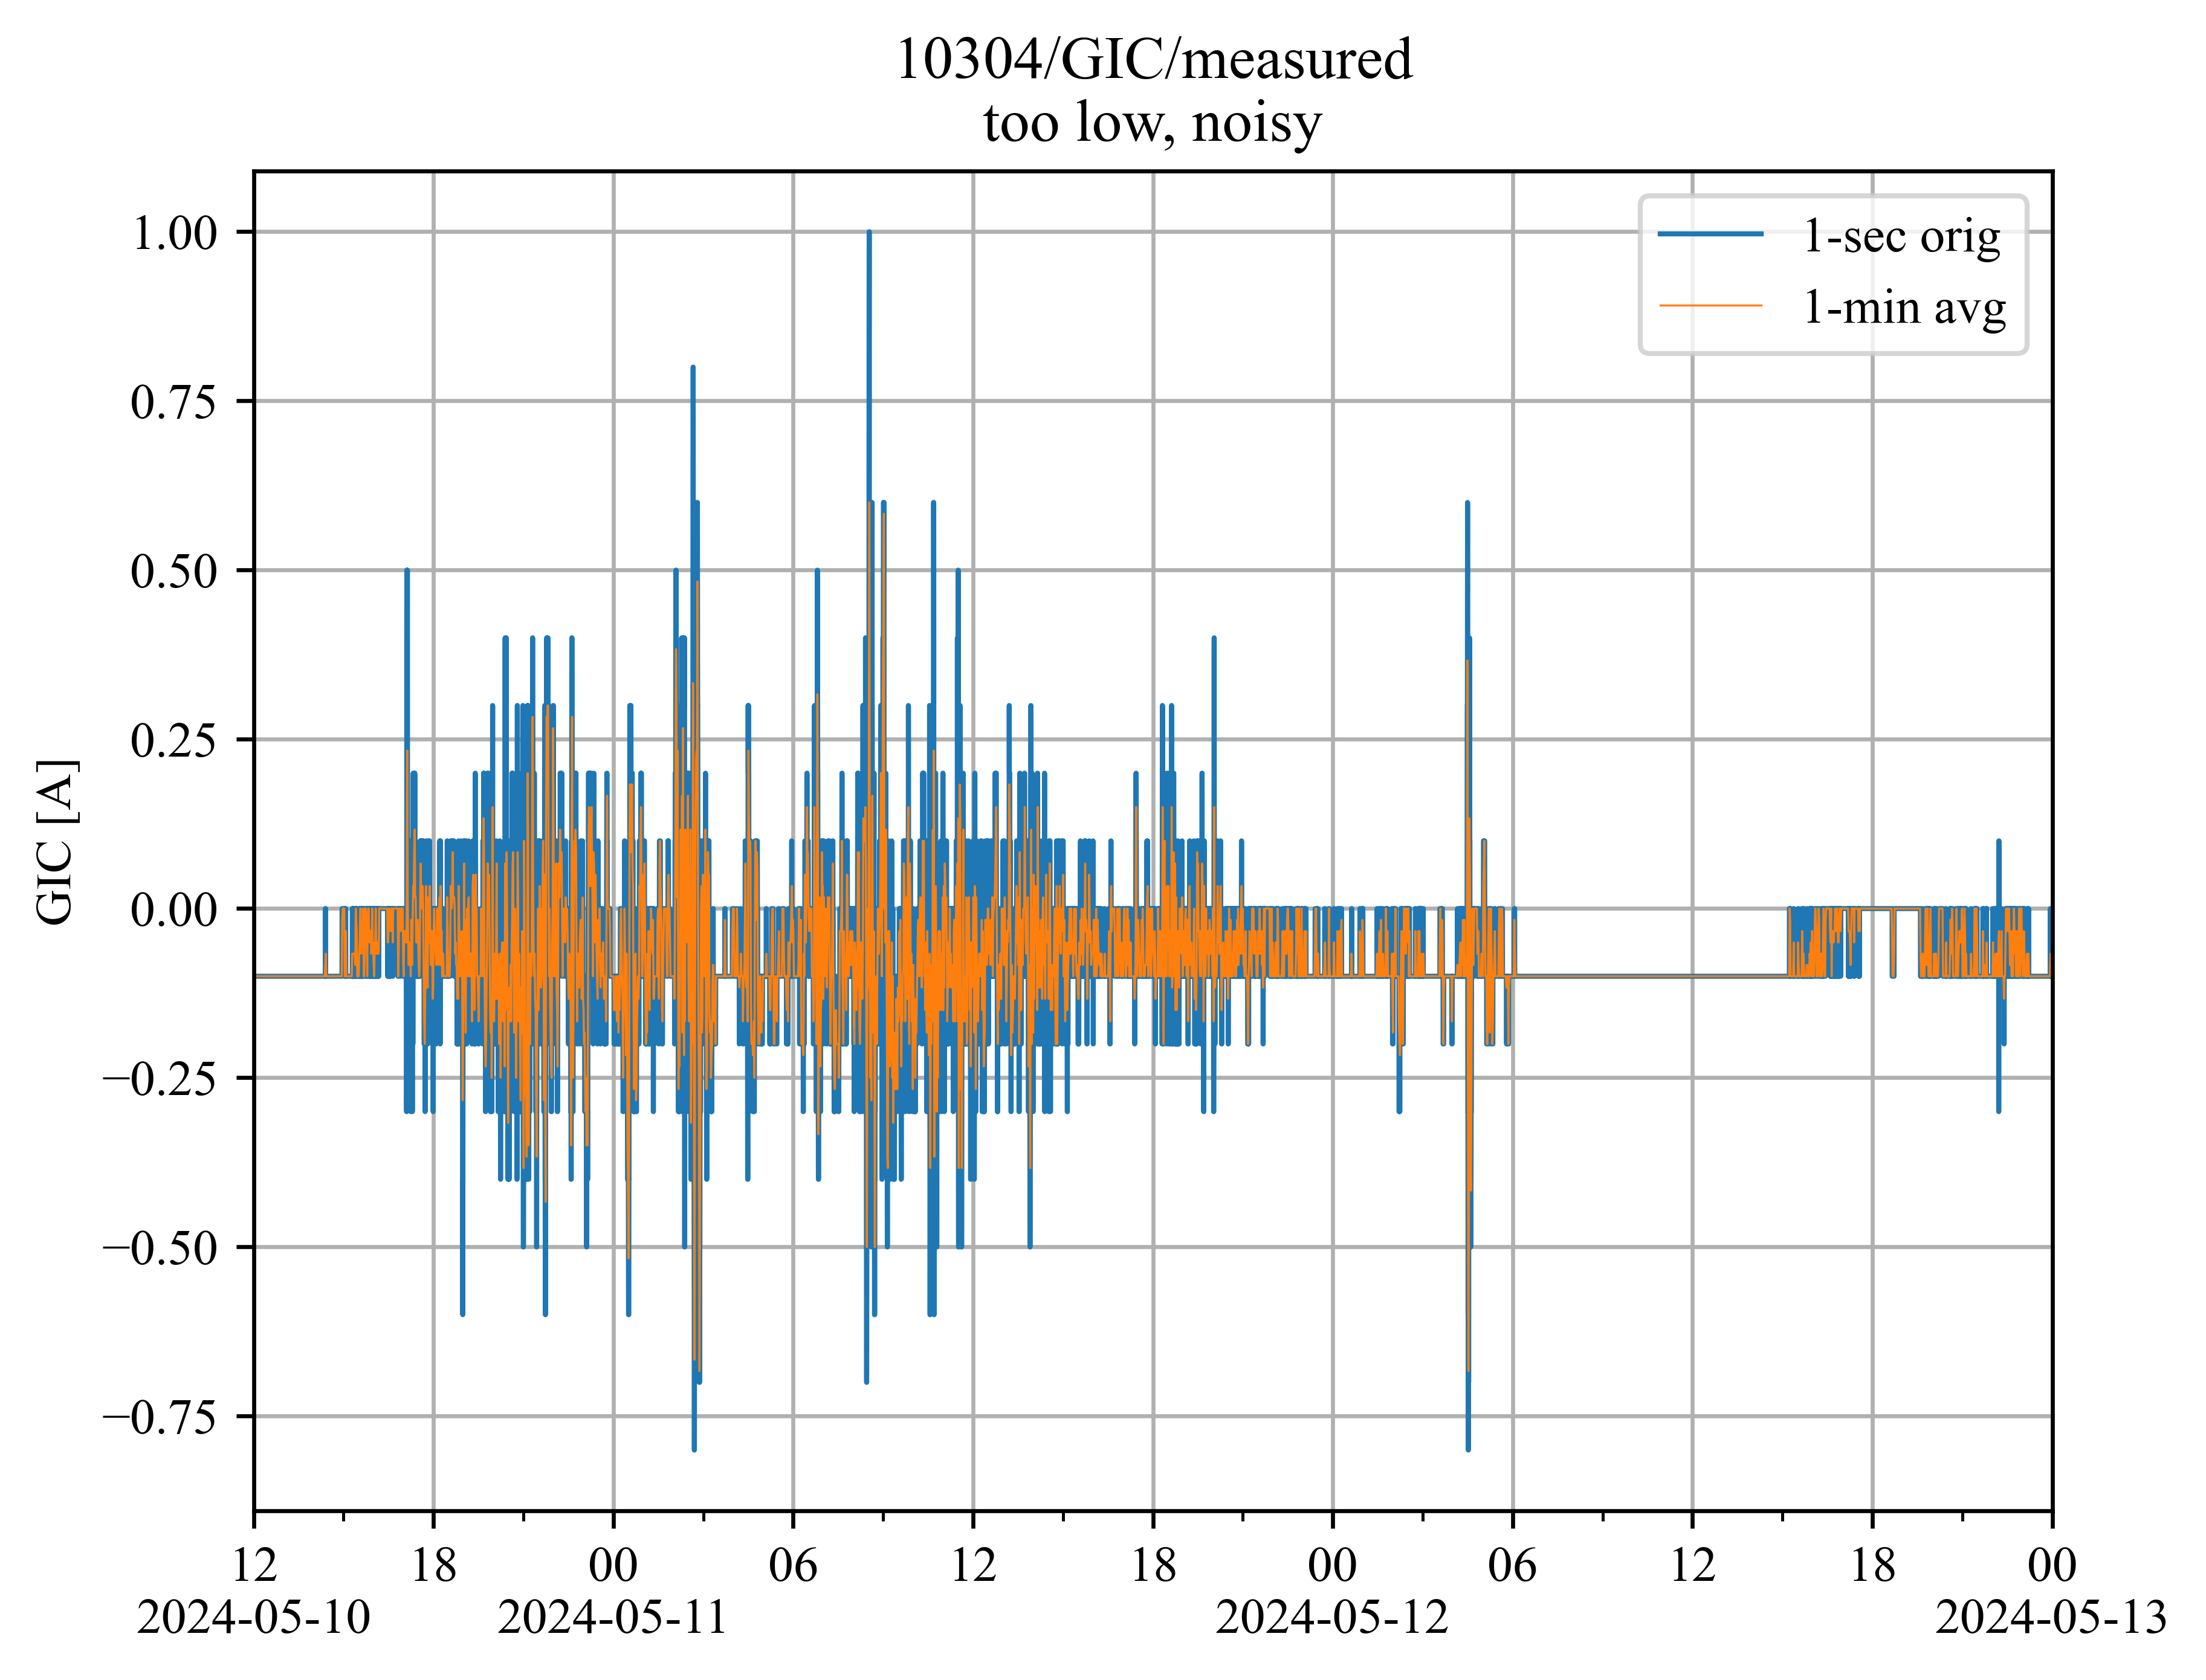 10304/GIC/measured
too low, noisy
1-sec orig
1-min avg
GIC [A]
1.00
0.75
0.50
0.25
0.00
−0.25
−0.50
−0.75
12 18 00 06 12 18 00 06 12 18 00
2024-05-10 2024-05-11 2024-05-12 2024-05-13